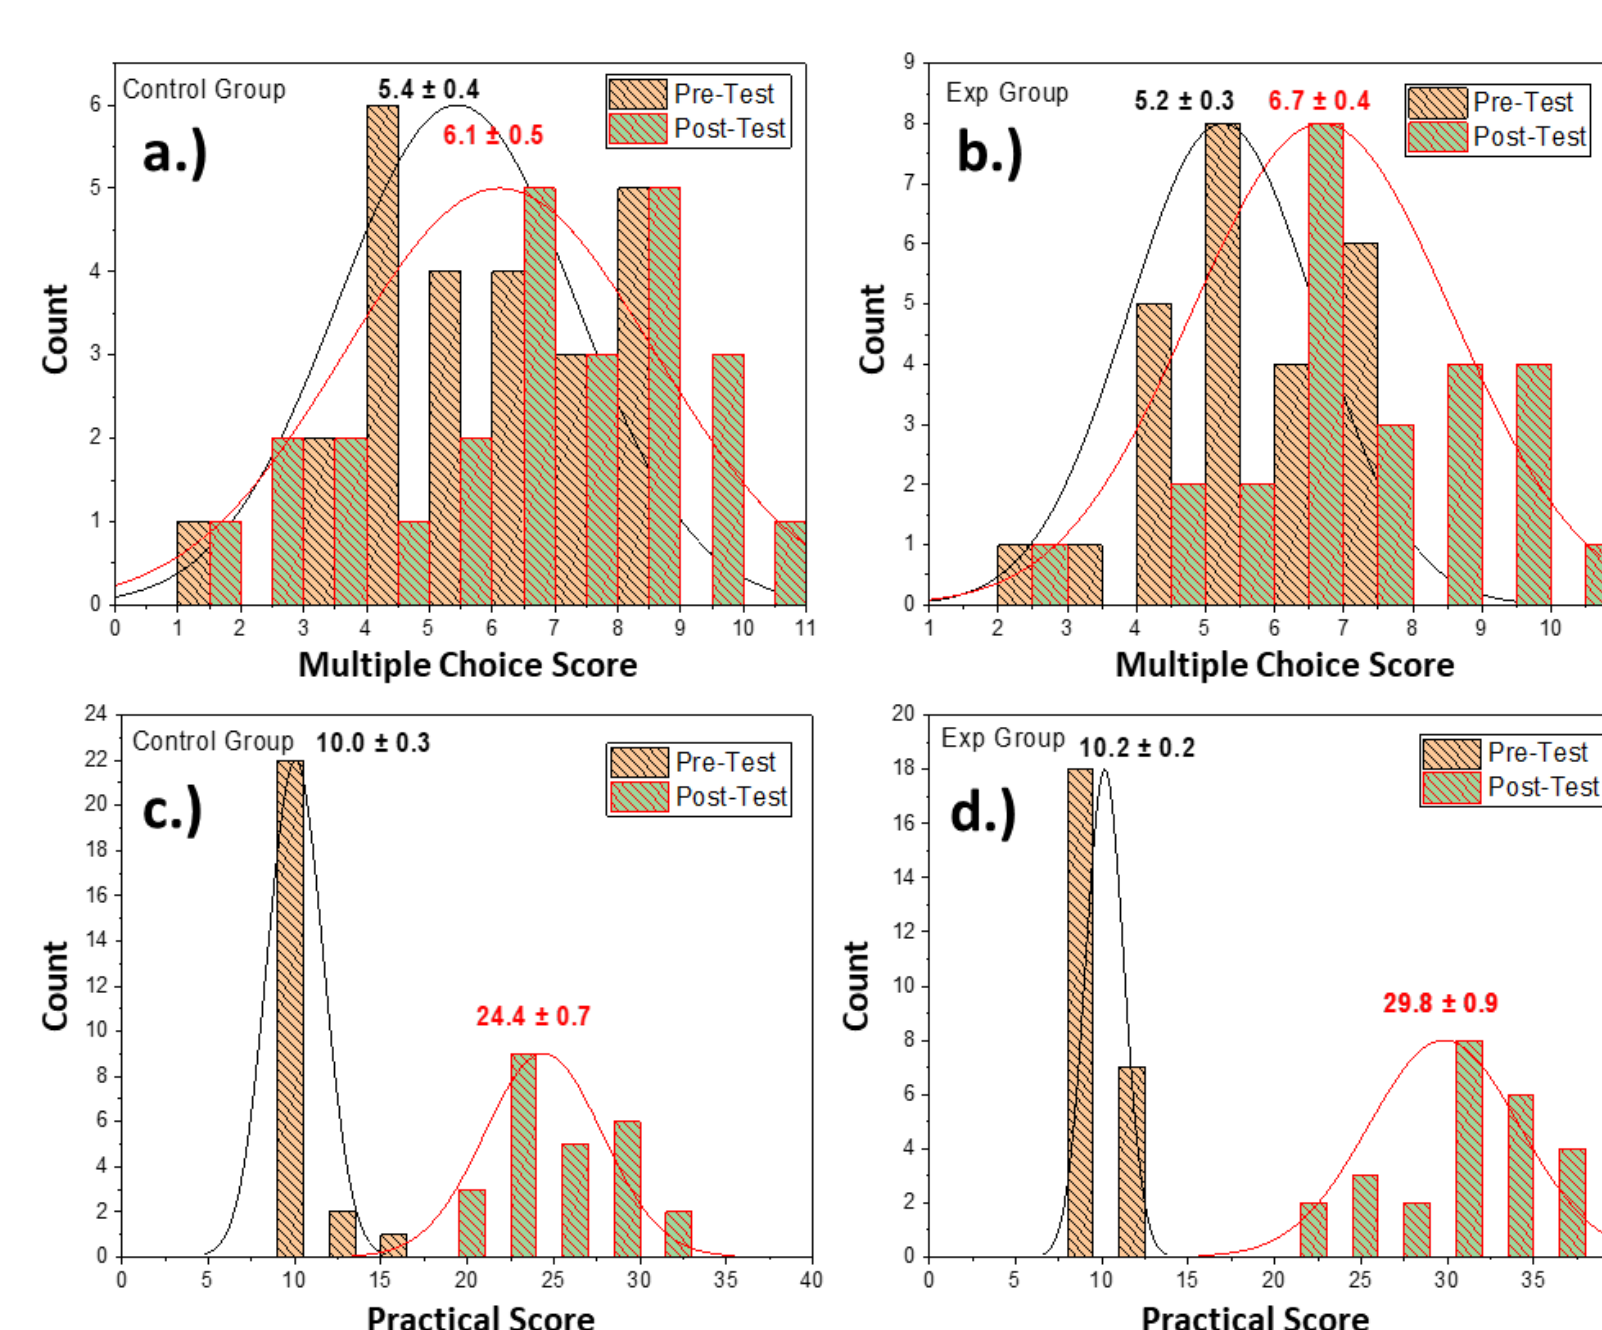 Control Group
5.4 ± 0.4
6.1 ± 0.5
Pre-Test
Post-Test
a.)
6
5
4
3
2
1
0
Count
0 1 2 3 4 5 6 7 8 9 10 11
Multiple Choice Score
Exp Group
5.2 ± 0.3
6.7 ± 0.4
Pre-Test
Post-Test
b.)
9
8
7
6
5
4
3
2
1
0
Count
1 2 3 4 5 6 7 8 9 10
Multiple Choice Score
Control Group
10.0 ± 0.3
Pre-Test
Post-Test
c.)
24.4 ± 0.7
24
22
20
18
16
14
12
10
8
6
4
2
0
Count
0 5 10 15 20 25 30 35 40
Practical Score
Exp Group
10.2 ± 0.2
Pre-Test
Post-Test
d.)
29.8 ± 0.9
20
18
16
14
12
10
8
6
4
2
0
Count
0 5 10 15 20 25 30 35
Practical Score